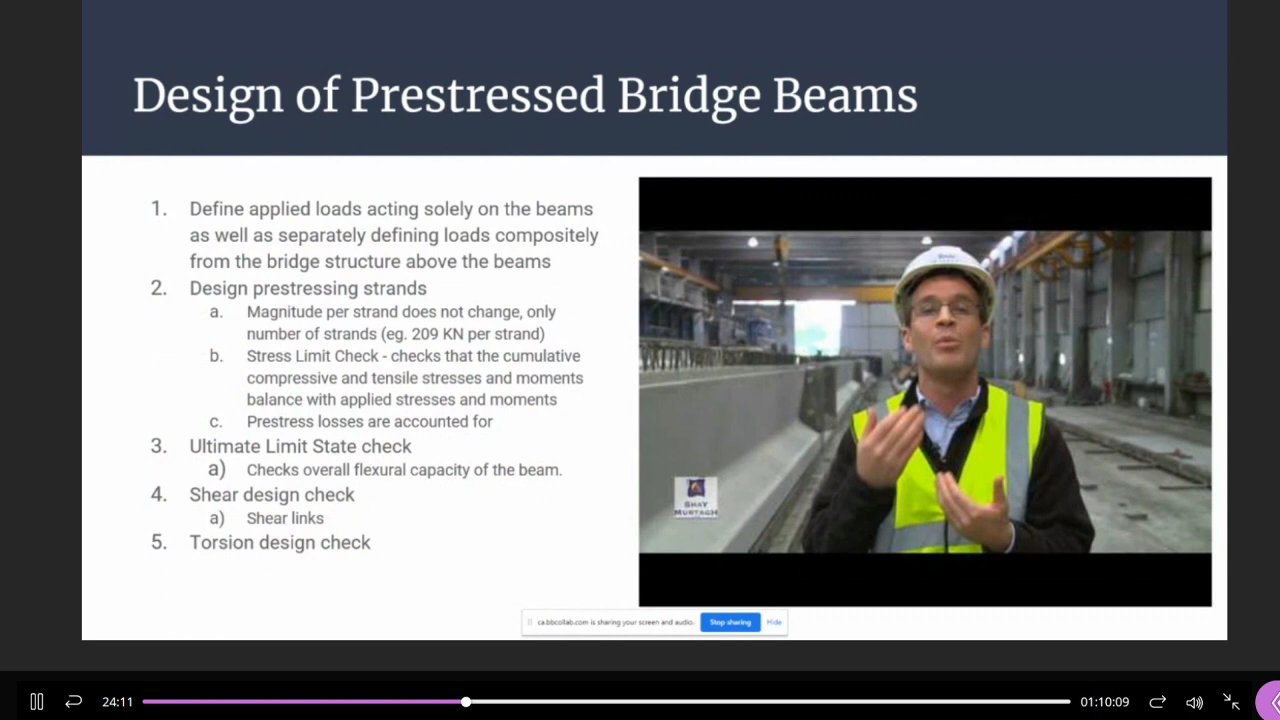 Design of Prestressed Bridge Beams
1. Define applied loads acting solely on the beams
as well as separately defining loads compositely
from the bridge structure above the beams
2. Design prestressing strands
a. Magnitude per strand does not change, only
number of strands (eg. 209 KN per strand)
b. Stress Limit Check - checks that the cumulative
compressive and tensile stresses and moments
balance with applied stresses and moments
c. Prestress losses are accounted for
3. Ultimate Limit State check
a) Checks overall flexural capacity of the beam.
4. Shear design check
a) Shear links
5. Torsion design check
SHAY
MURTAGH
ca.bbcollab.com is sharing your screen and audio.
Stop sharing
Hide
24:11
01:10:09